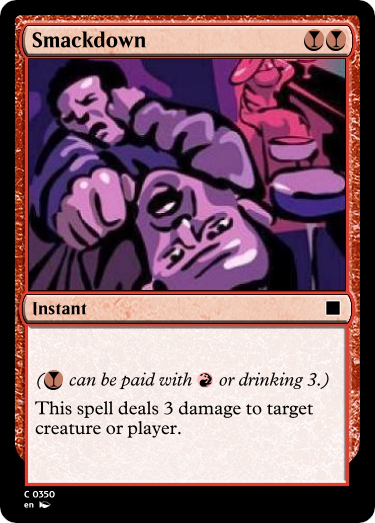 Smackdown
Instant
( can be paid with or drinking 3.)
This spell deals 3 damage to target
creature or player.
C 0350
en